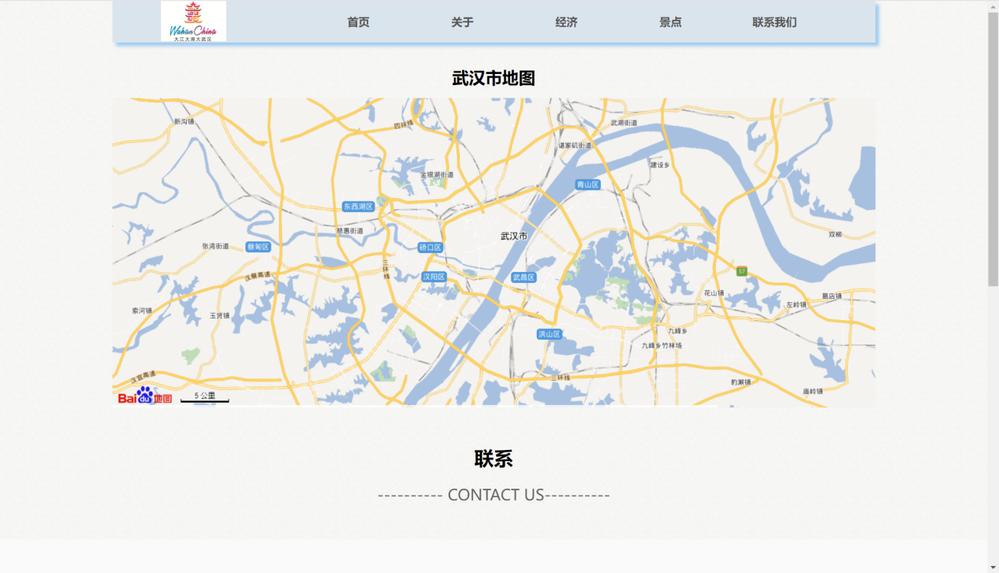 Wuhan China
大江大湖大武汉
首页 关于 经济 景点 联系我们
武汉市地图
新沟镇
四环线
武湖街道
谌家矶街道
建设乡
金银湖街道
青山区
东西湖区
慈惠街道
武汉市
双柳
张湾街道
蔡甸区
硚口区
三环线
汉蔡高速
汉阳区
武昌区
S7
花山镇
葛店镇
左岭镇
索河镇
玉贤镇
洪山区
九峰乡
九峰乡竹林场
汉宜高速
三环线
豹澥镇
庙岭镇
Bai du 地图
5 公里
联系
---------- CONTACT US----------